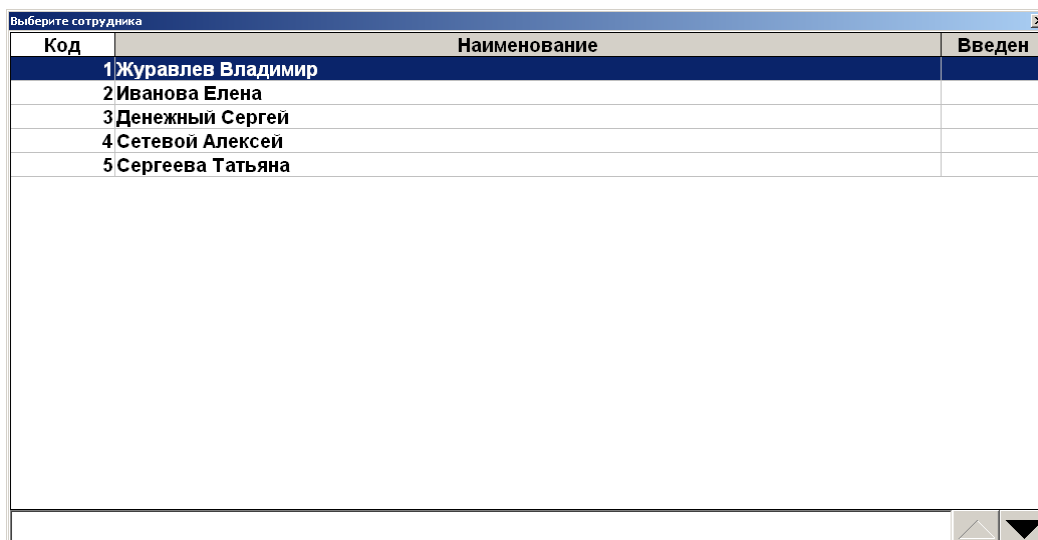 Выберите сотрудника
Код Наименование Введен
1 Журавлев Владимир
2 Иванова Елена
3 Денежный Сергей
4 Сетевой Алексей
5 Сергеева Татьяна